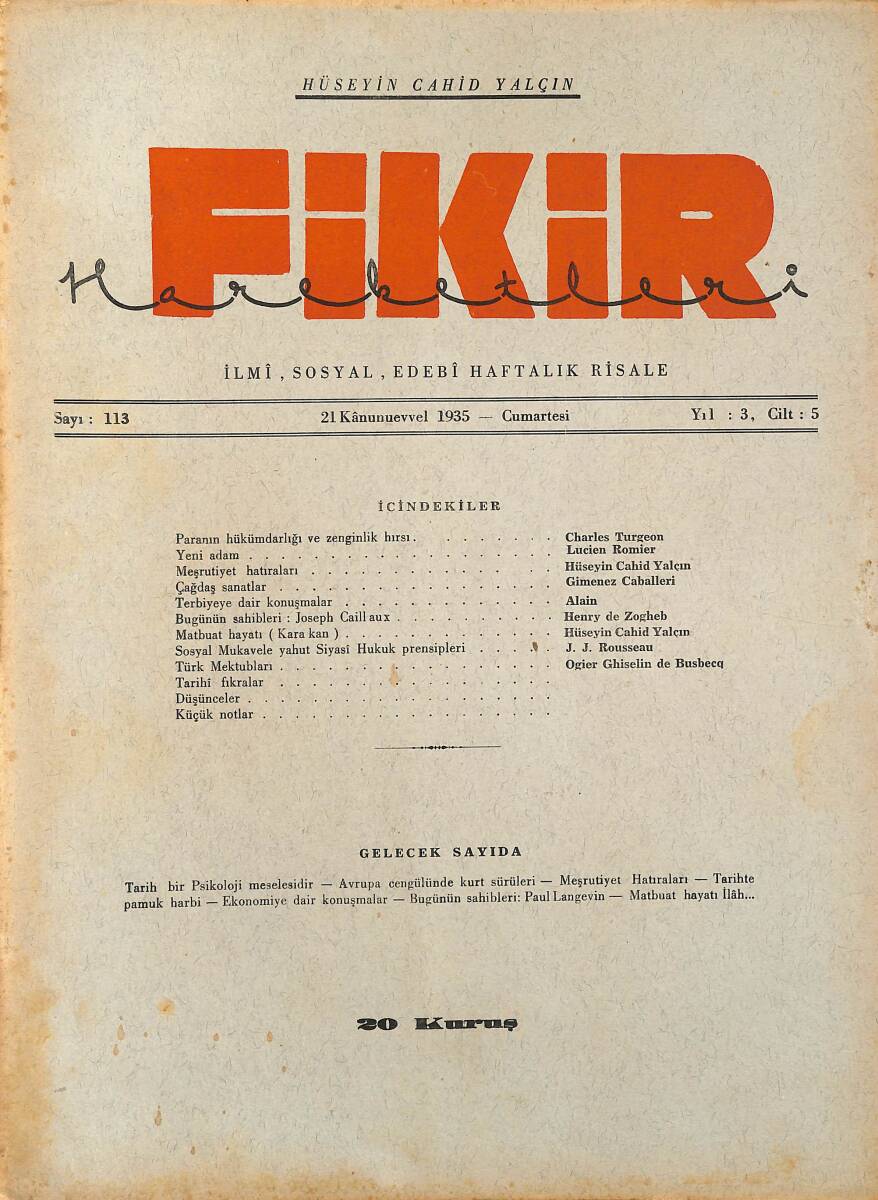 HÜSEYİN CAHİD YALÇIN
FİKİR
Hareketleri
İLMÎ , SOSYAL , EDEBÎ HAFTALIK RİSALE
Sayı : 113 21 Kânunuevvel 1935 — Cumartesi Yıl : 3, Cilt : 5
İCİNDEKİLER
Paranın hükümdarlığı ve zenginlik hırsı . . . . . . . . Charles Turgeon
Yeni adam . . . . . . . . . . . . . . . . . . . Lucien Romier
Meşrutiyet hatıraları . . . . . . . . . . . . . . . Hüseyin Cahid Yalçın
Çağdaş sanatlar . . . . . . . . . . . . . . . . . Gimenez Caballeri
Terbiyeye dair konuşmalar . . . . . . . . . . . . . Alain
Bugünün sahibleri : Joseph Caillaux . . . . . . . . . . Henry de Zogheb
Matbuat hayatı ( Kara kan ) . . . . . . . . . . . . . Hüseyin Cahid Yalçın
Sosyal Mukavele yahut Siyasî Hukuk prensipleri . . . . . J. J. Rousseau
Türk Mektubları . . . . . . . . . . . . . . . . . Ogier Ghiselin de Busbecq
Tarihî fıkralar . . . . . . . . . . . . . . . . .
Düşünceler . . . . . . . . . . . . . . . . . . .
Küçük notlar . . . . . . . . . . . . . . . . . .
GELECEK SAYIDA
Tarih bir Psikoloji meselesidir — Avrupa cengülünde kurt sürüleri — Meşrutiyet Hatıraları — Tarihte
pamuk harbi — Ekonomiye dair konuşmalar — Bugünün sahibleri: Paul Langevin — Matbuat hayatı İlâh...
20 Kuruş